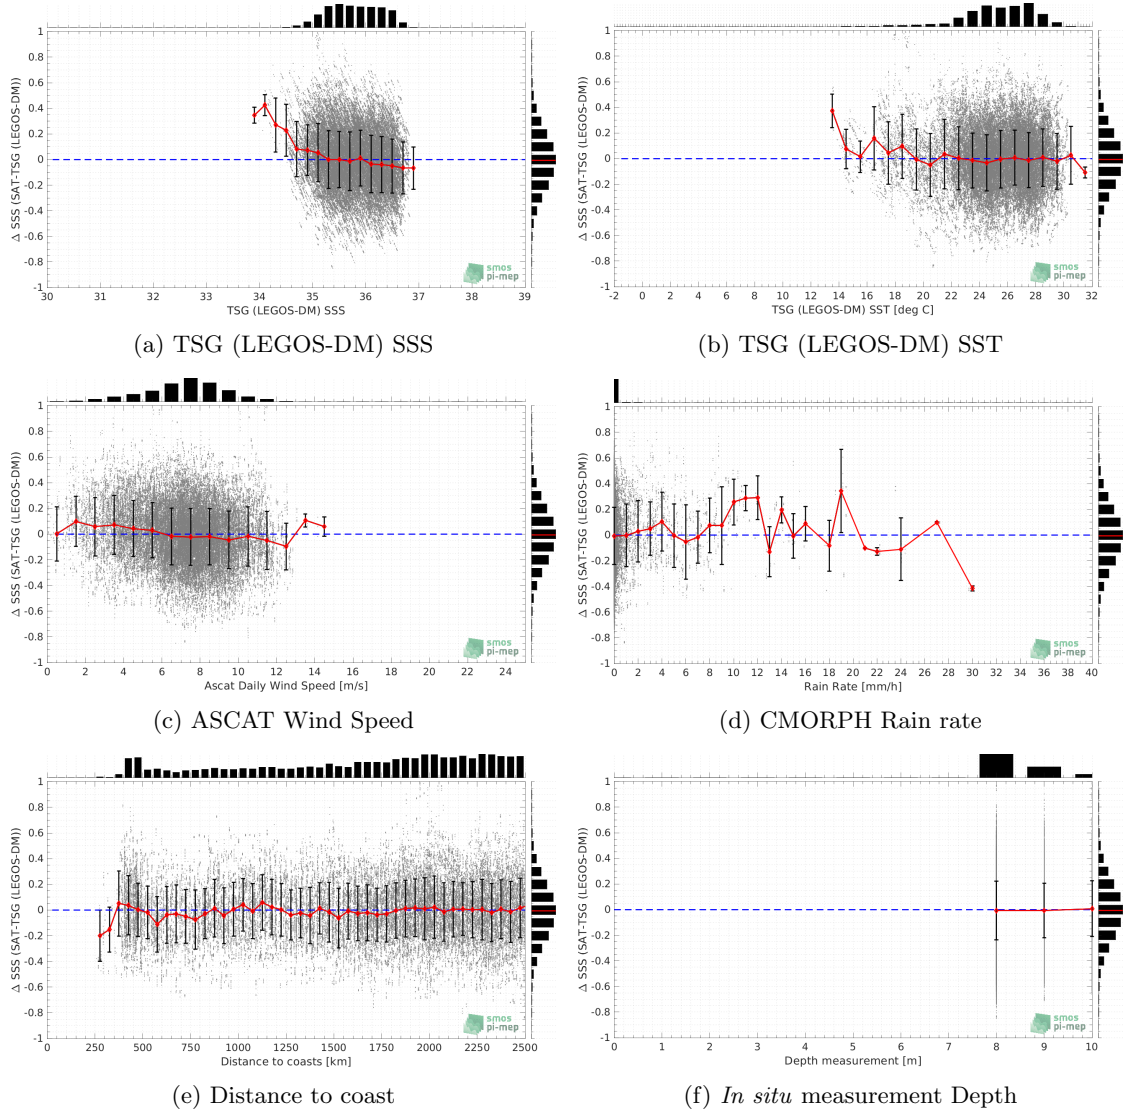 Δ SSS (SAT-TSG (LEGOS-DM))
1
0.8
0.6
0.4
0.2
0
-0.2
-0.4
-0.6
-0.8
-1
30 31 32 33 34 35 36 37 38 39
TSG (LEGOS-DM) SSS
smos
pi-mep
(a) TSG (LEGOS-DM) SSS
Δ SSS (SAT-TSG (LEGOS-DM))
1
0.8
0.6
0.4
0.2
0
-0.2
-0.4
-0.6
-0.8
-1
-2 0 2 4 6 8 10 12 14 16 18 20 22 24 26 28 30 32
TSG (LEGOS-DM) SST [deg C]
smos
pi-mep
(b) TSG (LEGOS-DM) SST
Δ SSS (SAT-TSG (LEGOS-DM))
1
0.8
0.6
0.4
0.2
0
-0.2
-0.4
-0.6
-0.8
-1
0 2 4 6 8 10 12 14 16 18 20 22 24
Ascat Daily Wind Speed [m/s]
smos
pi-mep
(c) ASCAT Wind Speed
Δ SSS (SAT-TSG (LEGOS-DM))
1
0.8
0.6
0.4
0.2
0
-0.2
-0.4
-0.6
-0.8
-1
0 2 4 6 8 10 12 14 16 18 20 22 24 26 28 30 32 34 36 38 40
Rain Rate [mm/h]
smos
pi-mep
(d) CMORPH Rain rate
Δ SSS (SAT-TSG (LEGOS-DM))
1
0.8
0.6
0.4
0.2
0
-0.2
-0.4
-0.6
-0.8
-1
0 250 500 750 1000 1250 1500 1750 2000 2250 2500
Distance to coasts [km]
smos
pi-mep
(e) Distance to coast
Δ SSS (SAT-TSG (LEGOS-DM))
1
0.8
0.6
0.4
0.2
0
-0.2
-0.4
-0.6
-0.8
-1
0 1 2 3 4 5 6 7 8 9 10
Depth measurement [m]
smos
pi-mep
(f) In situ measurement Depth